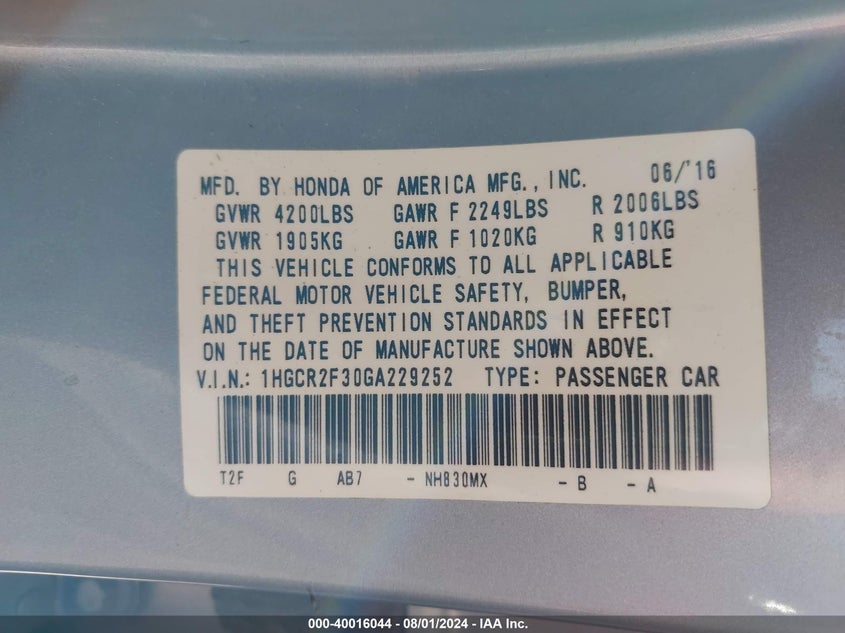 MFD. BY HONDA OF AMERICA MFG., INC. 06/'16
GVWR 4200LBS GAWR F 2249LBS R 2006LBS
GVWR 1905KG GAWR F 1020KG R 910KG
THIS VEHICLE CONFORMS TO ALL APPLICABLE
FEDERAL MOTOR VEHICLE SAFETY, BUMPER,
AND THEFT PREVENTION STANDARDS IN EFFECT
ON THE DATE OF MANUFACTURE SHOWN ABOVE.
V.I.N.: 1HGCR2F30GA229252 TYPE: PASSENGER CAR
T2F G AB7 - NH830MX - B - A
000-40016044 - 08/01/2024 - IAA Inc.